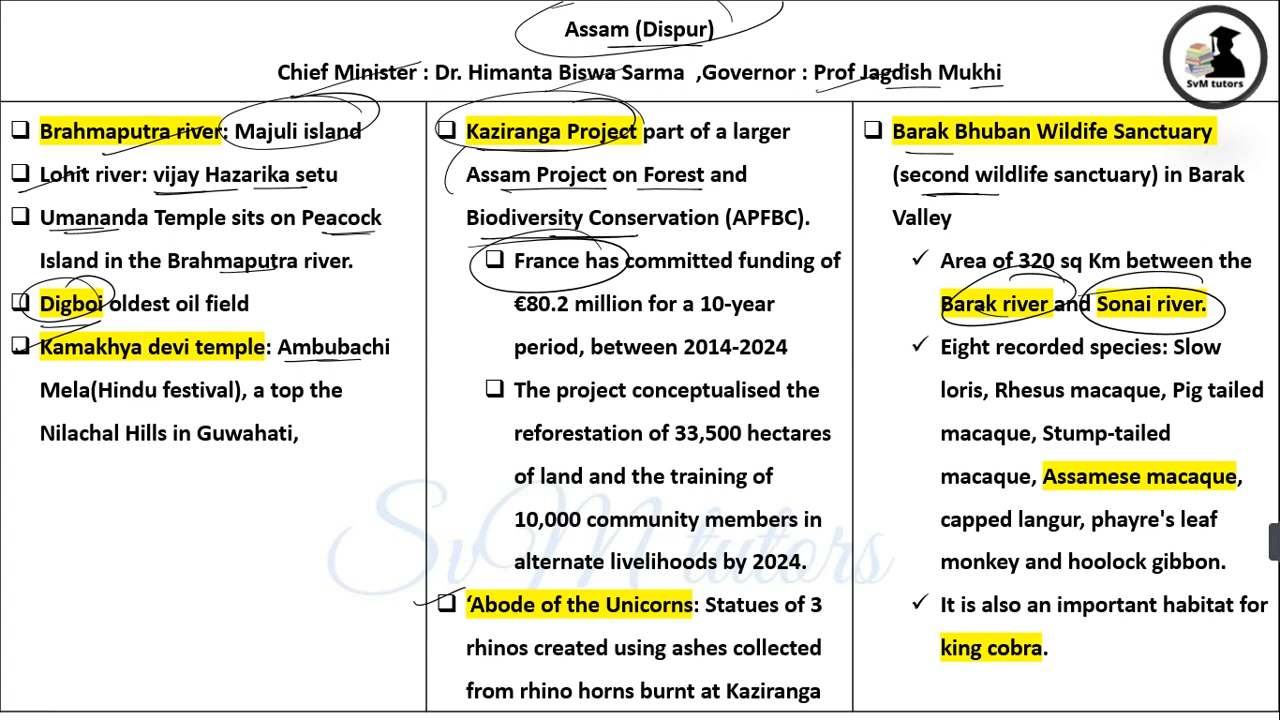 Assam (Dispur)
Chief Minister : Dr. Himanta Biswa Sarma ,Governor : Prof Jagdish Mukhi
SvM tutors
Brahmaputra river: Majuli island
Lohit river: vijay Hazarika setu
Umananda Temple sits on Peacock
Island in the Brahmaputra river.
Digboi oldest oil field
Kamakhya devi temple: Ambubachi
Mela(Hindu festival), a top the
Nilachal Hills in Guwahati,
Kaziranga Project part of a larger
Assam Project on Forest and
Biodiversity Conservation (APFBC).
France has committed funding of
€80.2 million for a 10-year
period, between 2014-2024
The project conceptualised the
reforestation of 33,500 hectares
of land and the training of
10,000 community members in
alternate livelihoods by 2024.
‘Abode of the Unicorns: Statues of 3
rhinos created using ashes collected
from rhino horns burnt at Kaziranga
Barak Bhuban Wildife Sanctuary
(second wildlife sanctuary) in Barak
Valley
Area of 320 sq Km between the
Barak river and Sonai river.
Eight recorded species: Slow
loris, Rhesus macaque, Pig tailed
macaque, Stump-tailed
macaque, Assamese macaque,
capped langur, phayre's leaf
monkey and hoolock gibbon.
It is also an important habitat for
king cobra.
SvM tutors